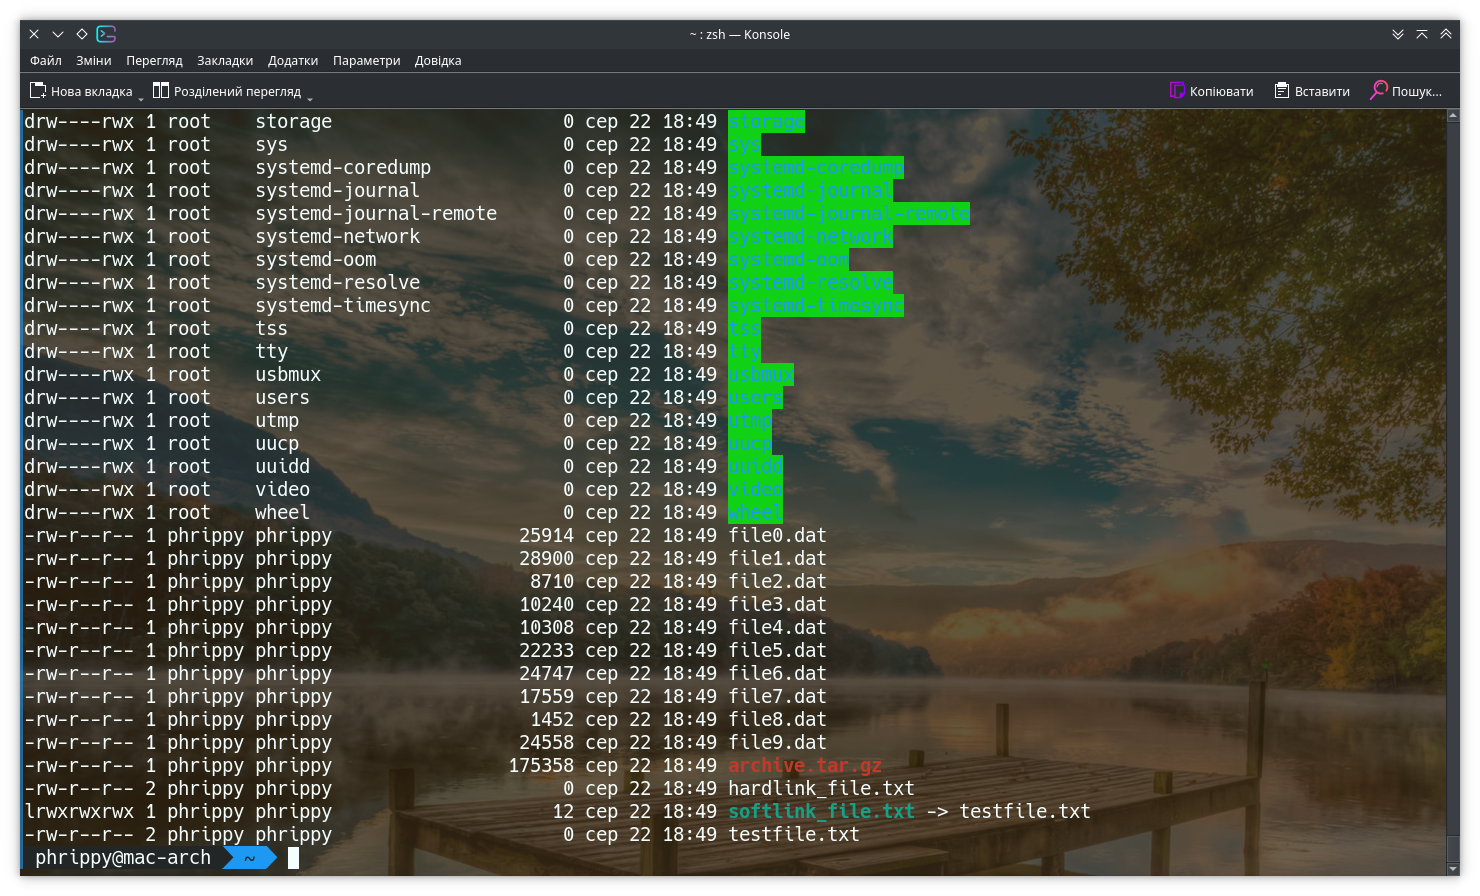 ~ : zsh — Konsole
Файл Зміни Перегляд Закладки Додатки Параметри Довідка
Нова вкладка Розділений перегляд Копіювати Вставити Пошук...
drw----rwx 1 root    storage                     0 сер 22 18:49 storage
drw----rwx 1 root    sys                         0 сер 22 18:49 sys
drw----rwx 1 root    systemd-coredump            0 сер 22 18:49 systemd-coredump
drw----rwx 1 root    systemd-journal             0 сер 22 18:49 systemd-journal
drw----rwx 1 root    systemd-journal-remote      0 сер 22 18:49 systemd-journal-remote
drw----rwx 1 root    systemd-network             0 сер 22 18:49 systemd-network
drw----rwx 1 root    systemd-oom                 0 сер 22 18:49 systemd-oom
drw----rwx 1 root    systemd-resolve             0 сер 22 18:49 systemd-resolve
drw----rwx 1 root    systemd-timesync            0 сер 22 18:49 systemd-timesync
drw----rwx 1 root    tss                         0 сер 22 18:49 tss
drw----rwx 1 root    tty                         0 сер 22 18:49 tty
drw----rwx 1 root    usbmux                      0 сер 22 18:49 usbmux
drw----rwx 1 root    users                       0 сер 22 18:49 users
drw----rwx 1 root    utmp                        0 сер 22 18:49 utmp
drw----rwx 1 root    uucp                        0 сер 22 18:49 uucp
drw----rwx 1 root    uuidd                       0 сер 22 18:49 uuidd
drw----rwx 1 root    video                       0 сер 22 18:49 video
drw----rwx 1 root    wheel                       0 сер 22 18:49 wheel
-rw-r--r-- 1 phrippy phrippy                 25914 сер 22 18:49 file0.dat
-rw-r--r-- 1 phrippy phrippy                 28900 сер 22 18:49 file1.dat
-rw-r--r-- 1 phrippy phrippy                  8710 сер 22 18:49 file2.dat
-rw-r--r-- 1 phrippy phrippy                 10240 сер 22 18:49 file3.dat
-rw-r--r-- 1 phrippy phrippy                 10308 сер 22 18:49 file4.dat
-rw-r--r-- 1 phrippy phrippy                 22233 сер 22 18:49 file5.dat
-rw-r--r-- 1 phrippy phrippy                 24747 сер 22 18:49 file6.dat
-rw-r--r-- 1 phrippy phrippy                 17559 сер 22 18:49 file7.dat
-rw-r--r-- 1 phrippy phrippy                  1452 сер 22 18:49 file8.dat
-rw-r--r-- 1 phrippy phrippy                 24558 сер 22 18:49 file9.dat
-rw-r--r-- 1 phrippy phrippy                175358 сер 22 18:49 archive.tar.gz
-rw-r--r-- 2 phrippy phrippy                     0 сер 22 18:49 hardlink_file.txt
lrwxrwxrwx 1 phrippy phrippy                    12 сер 22 18:49 softlink_file.txt -> testfile.txt
-rw-r--r-- 2 phrippy phrippy                     0 сер 22 18:49 testfile.txt
phrippy@mac-arch ~